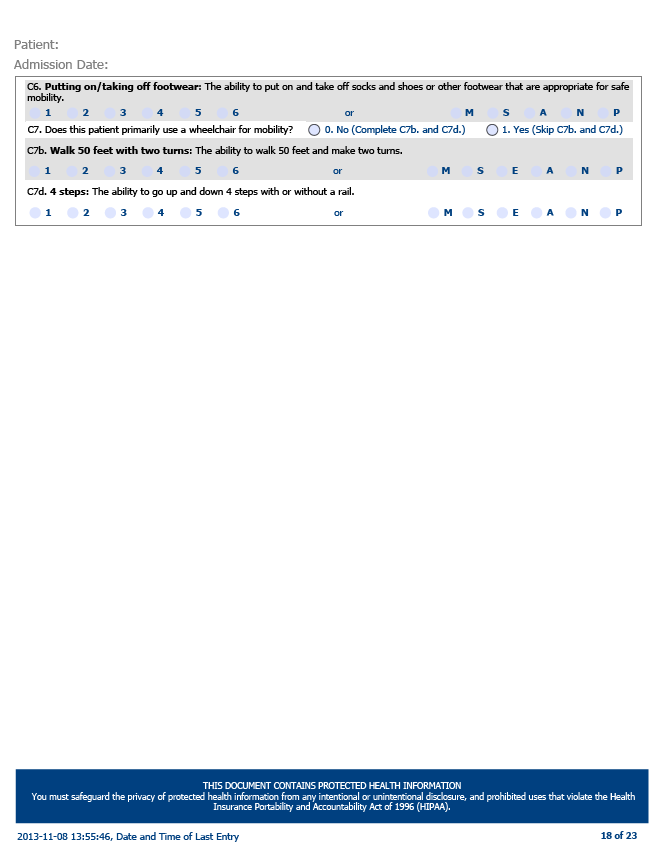 Patient:
Admission Date:
C6. Putting on/taking off footwear: The ability to put on and take off socks and shoes or other footwear that are appropriate for safe
mobility.
1 2 3 4 5 6 or M S A N P
C7. Does this patient primarily use a wheelchair for mobility? 0. No (Complete C7b. and C7d.) 1. Yes (Skip C7b. and C7d.)
C7b. Walk 50 feet with two turns: The ability to walk 50 feet and make two turns.
1 2 3 4 5 6 or M S E A N P
C7d. 4 steps: The ability to go up and down 4 steps with or without a rail.
1 2 3 4 5 6 or M S E A N P
THIS DOCUMENT CONTAINS PROTECTED HEALTH INFORMATION
You must safeguard the privacy of protected health information from any intentional or unintentional disclosure, and prohibited uses that violate the Health
Insurance Portability and Accountability Act of 1996 (HIPAA).
2013-11-08 13:55:46, Date and Time of Last Entry 18 of 23